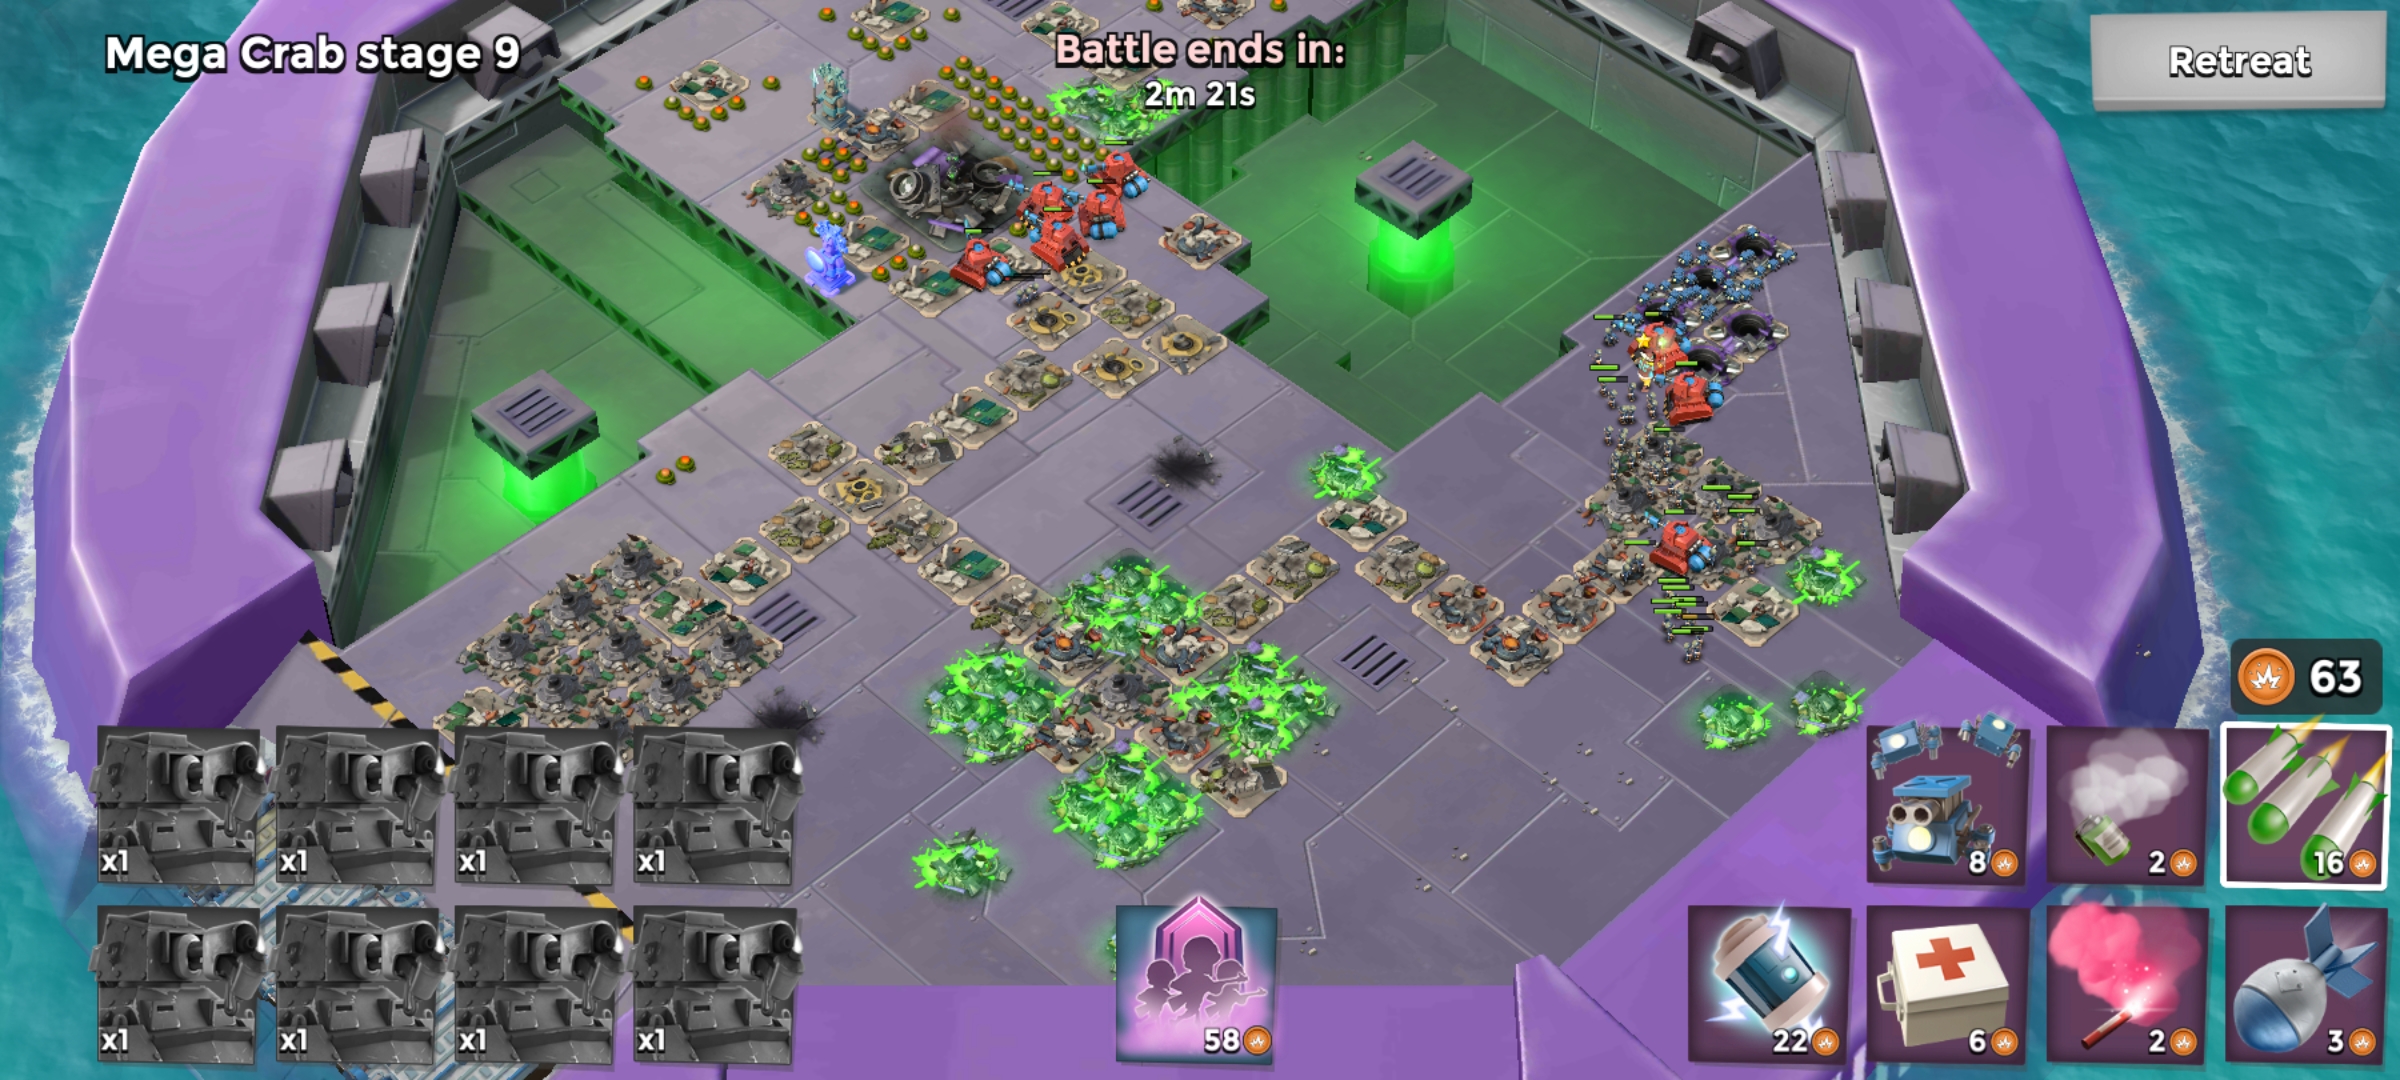 Mega Crab stage 9
Battle ends in:
2m 21s
Retreat
63
8
2
16
x1
x1
x1
x1
58
22
6
2
3
x1
x1
x1
x1